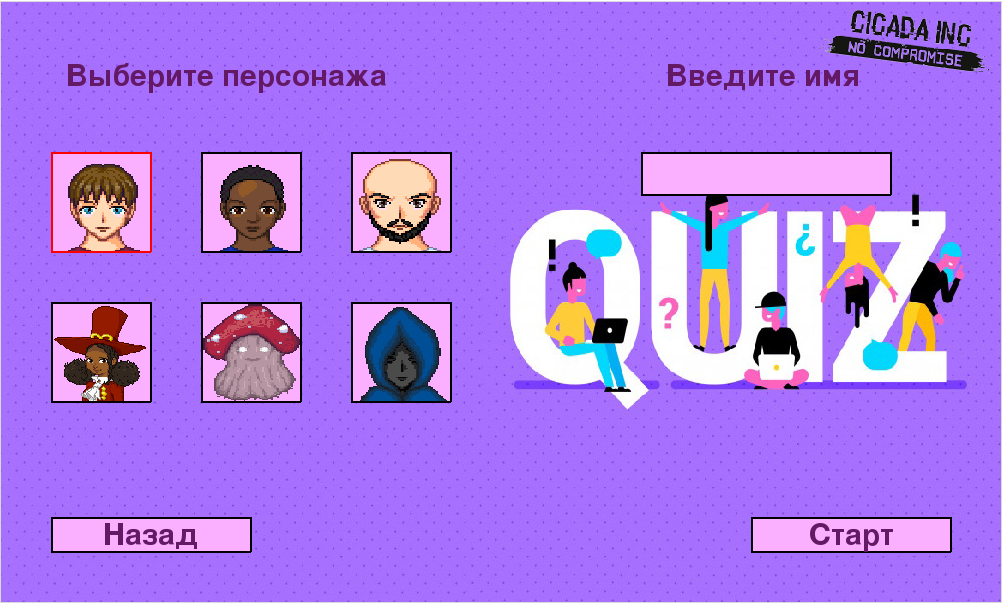 CICADA INC
NO COMPROMISE
Выберите персонажа
Введите имя
QUIZ
!
!
?
¿
Назад
Старт